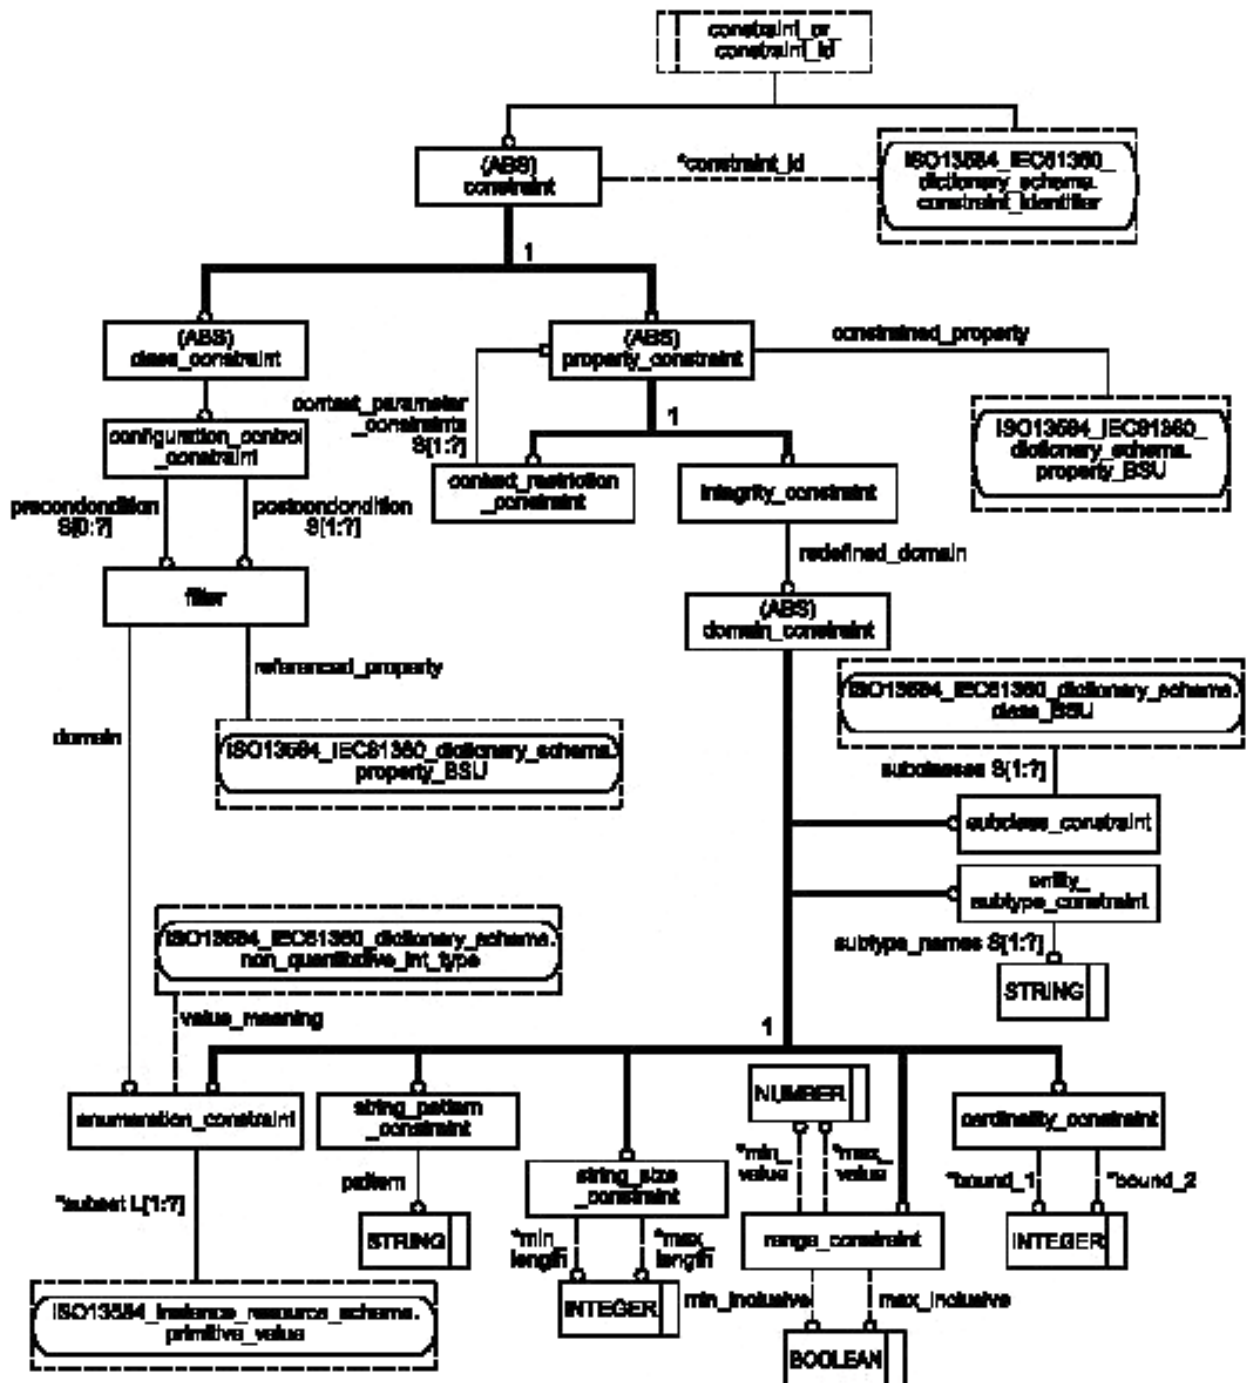 constraint_or_
constraint_id
(ABS)
constraint
*constraint_id
ISO13584_IEC61360_
dictionary_schema.
constraint_identifier
1
(ABS)
class_constraint
(ABS)
property_constraint
constrained_property
context_parameter
_constraints
S[1:?]
configuration_control
_constraint
1
ISO13584_IEC61360_
dictionary_schema.
property_BSU
context_restriction
_constraint
integrity_constraint
precondondition
S[0:?]
postcondondition
S[1:?]
redefined_domain
filter
(ABS)
domain_constraint
referenced_property
ISO13584_IEC61360_dictionary_schema.
class_BSU
domain
ISO13584_IEC61360_dictionary_schema.
property_BSU
subclasses S[1:?]
subclass_constraint
entity_
subtype_constraint
ISO13584_IEC61360_dictionary_schema.
non_quantitative_int_type
subtype_names S[1:?]
STRING
value_meaning
1
NUMBER
enumeration_constraint
string_pattern
_constraint
cardinality_constraint
*min_
value
*max_
value
pattern
string_size
_constraint
*bound_1
*bound_2
*subset L[1:?]
STRING
*min_
length
*max_
length
range_constraint
INTEGER
ISO13584_instance_resource_schema.
primitive_value
INTEGER
min_inclusive
max_inclusive
BOOLEAN